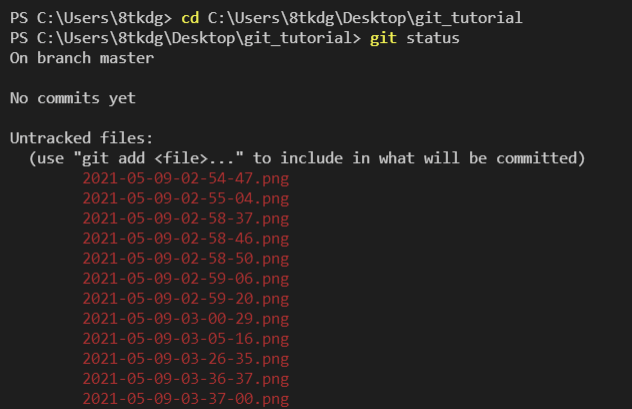 PS C:\Users\8tkdg> cd C:\Users\8tkdg\Desktop\git_tutorial
PS C:\Users\8tkdg\Desktop\git_tutorial> git status
On branch master
No commits yet
Untracked files:
(use "git add <file>..." to include in what will be committed)
2021-05-09-02-54-47.png
2021-05-09-02-55-04.png
2021-05-09-02-58-37.png
2021-05-09-02-58-46.png
2021-05-09-02-58-50.png
2021-05-09-02-59-06.png
2021-05-09-02-59-20.png
2021-05-09-03-00-29.png
2021-05-09-03-05-16.png
2021-05-09-03-26-35.png
2021-05-09-03-36-37.png
2021-05-09-03-37-00.png